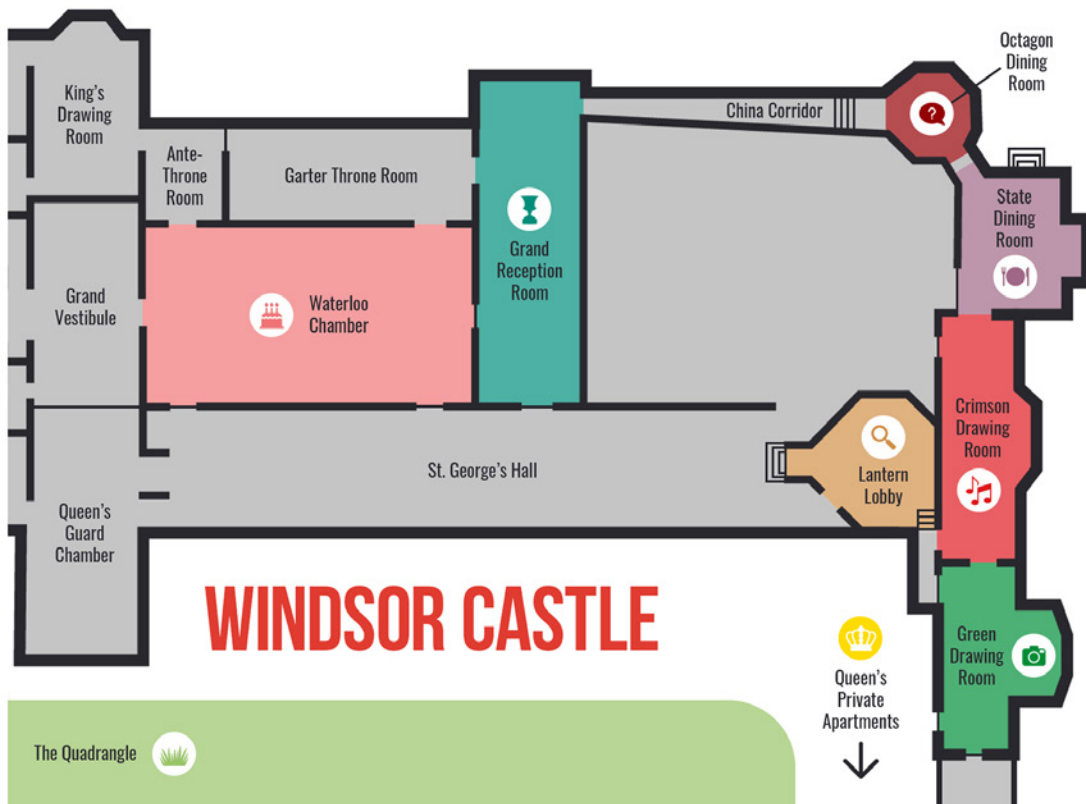 Octagon
Dining
Room
King's
Drawing
Room
China Corridor
Ante-
Throne
Room
Garter Throne Room
?
State
Dining
Room
Grand
Reception
Room
Grand
Vestibule
Waterloo
Chamber
Crimson
Drawing
Room
St. George's Hall
Lantern
Lobby
Queen's
Guard
Chamber
WINDSOR CASTLE
Green
Drawing
Room
Queen's
Private
Apartments
The Quadrangle